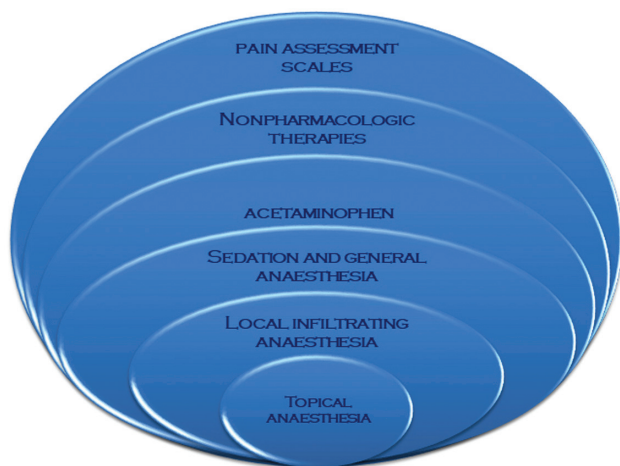 PAIN ASSESSMENT
SCALES
NONPHARMACOLOGIC
THERAPIES
ACETAMINOPHEN
SEDATION AND GENERAL
ANAESTHESIA
LOCAL INFILTRATING
ANAESTHESIA
TOPICAL
ANAESTHESIA